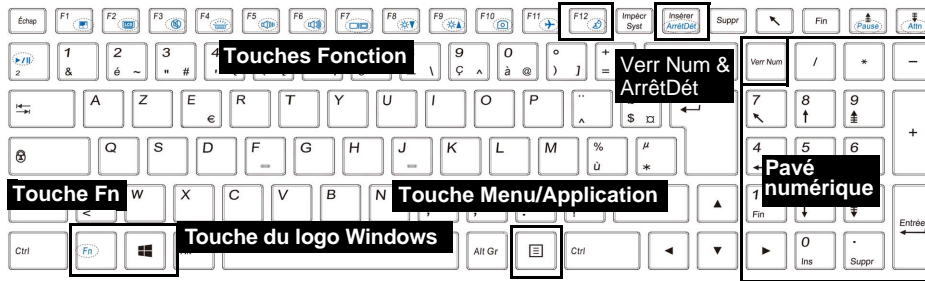 Échap F1 F2 F3 F4 F5 F6 F7 F8 F9 F10 F11 F12 Impécr Syst Insérer ArrêtDét Suppr Fin Pause Attn
2 1 & 2 é ~ 3 " # 4 Touches Fonction \ 9 ç ^ 0 à @ ° ) ] + = Verr Num & ArrêtDét Verr Num / * –
A Z E € R T Y U I O P ¨ ^ $ ¤ 7 8 9 +
Q S D F G H J K L M % ù µ * 4 5 6
Pavé
numérique
Touche Fn < W X C V B N Touche Menu/Application 1 Fin Entrée
Touche du logo Windows
Ctrl Fn Alt Gr Ctrl 0 Ins . Suppr